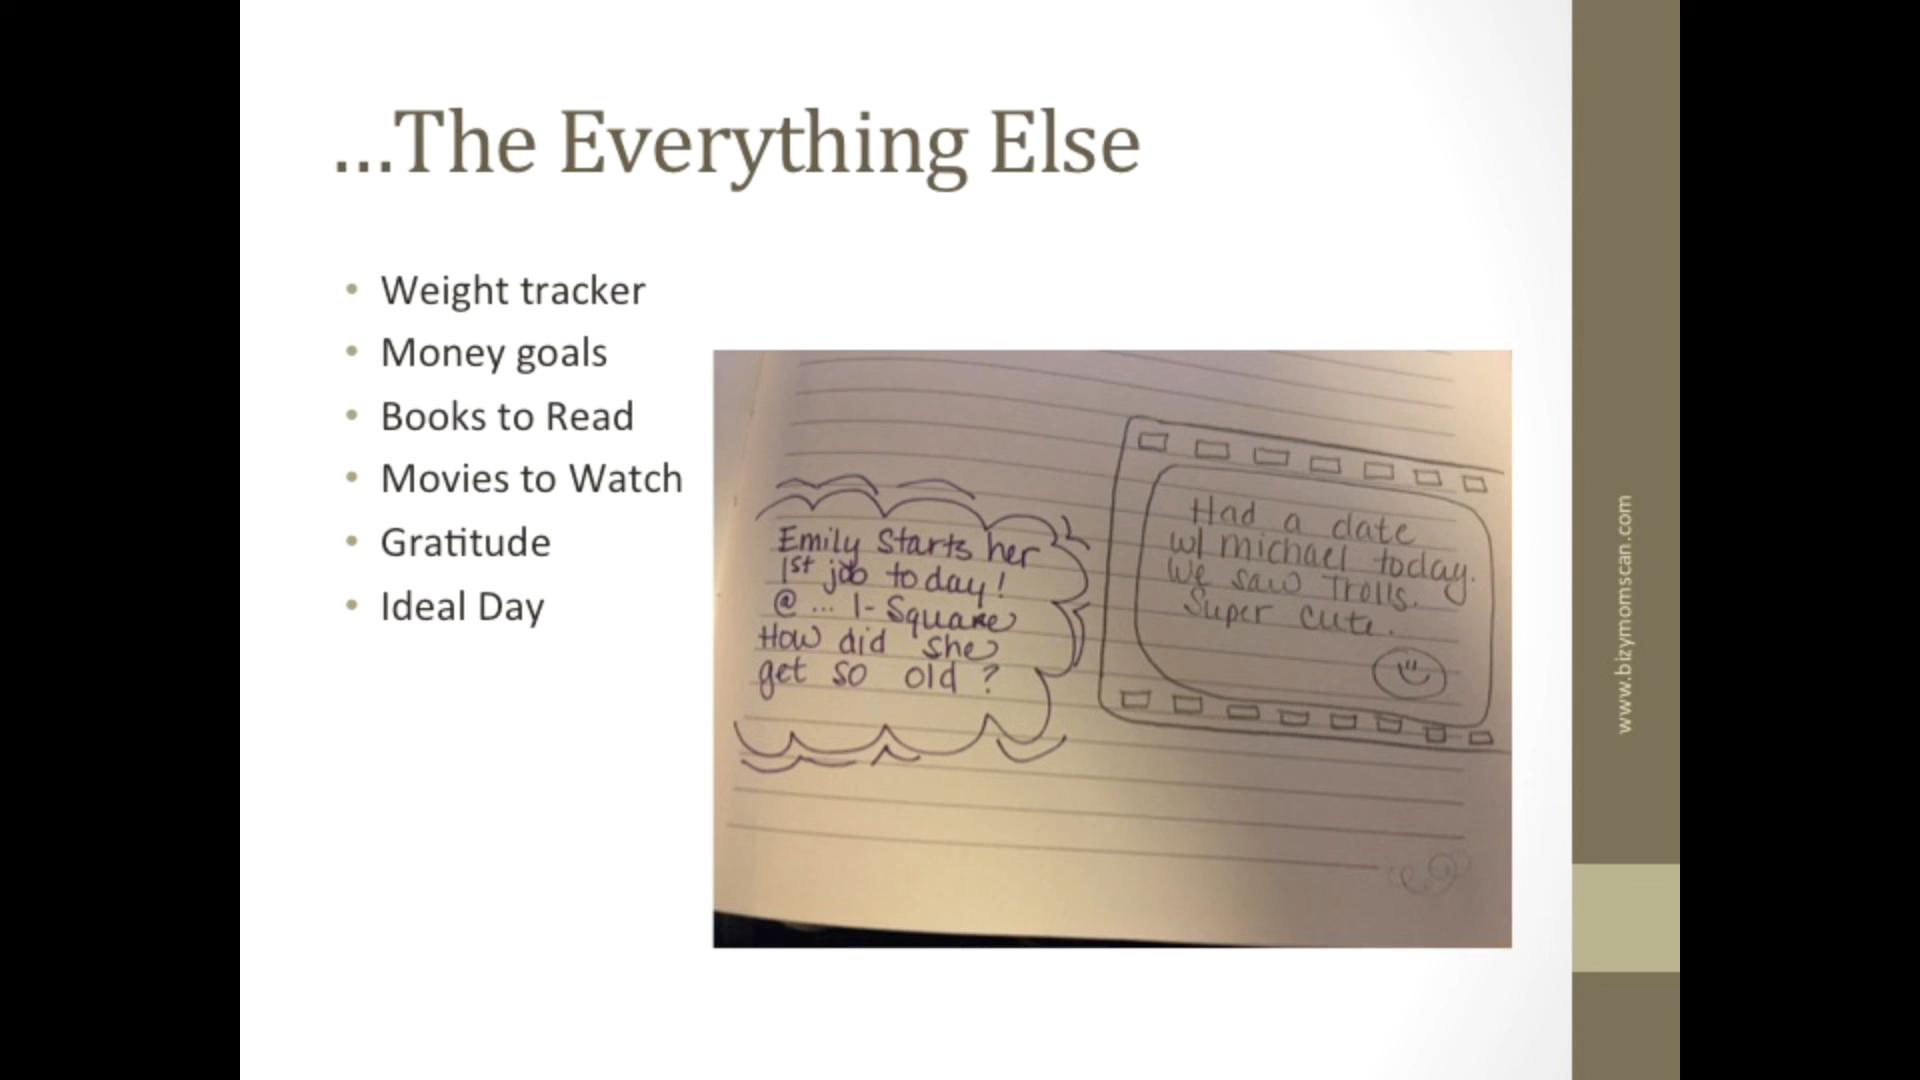 ...The Everything Else
• Weight tracker
• Money goals
• Books to Read
• Movies to Watch
• Gratitude
• Ideal Day
Emily Starts her
1st job today!
@ ... 1-Square
How did she
get so old?
Had a date
w/ michael today.
We saw Trolls.
Super cute.
www.bizymomscan.com